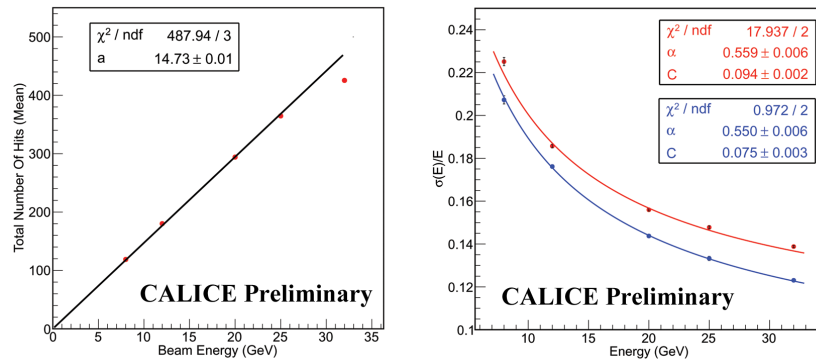 Total Number Of Hits (Mean)
500
400
300
200
100
0
χ² / ndf 487.94 / 3
a 14.73 ± 0.01
CALICE Preliminary
0 5 10 15 20 25 30 35
Beam Energy (GeV)
σ(E)/E
0.24
0.22
0.2
0.18
0.16
0.14
0.12
0.1
χ² / ndf 17.937 / 2
α 0.559 ± 0.006
C 0.094 ± 0.002
χ² / ndf 0.972 / 2
α 0.550 ± 0.006
C 0.075 ± 0.003
CALICE Preliminary
10 15 20 25 30
Energy (GeV)